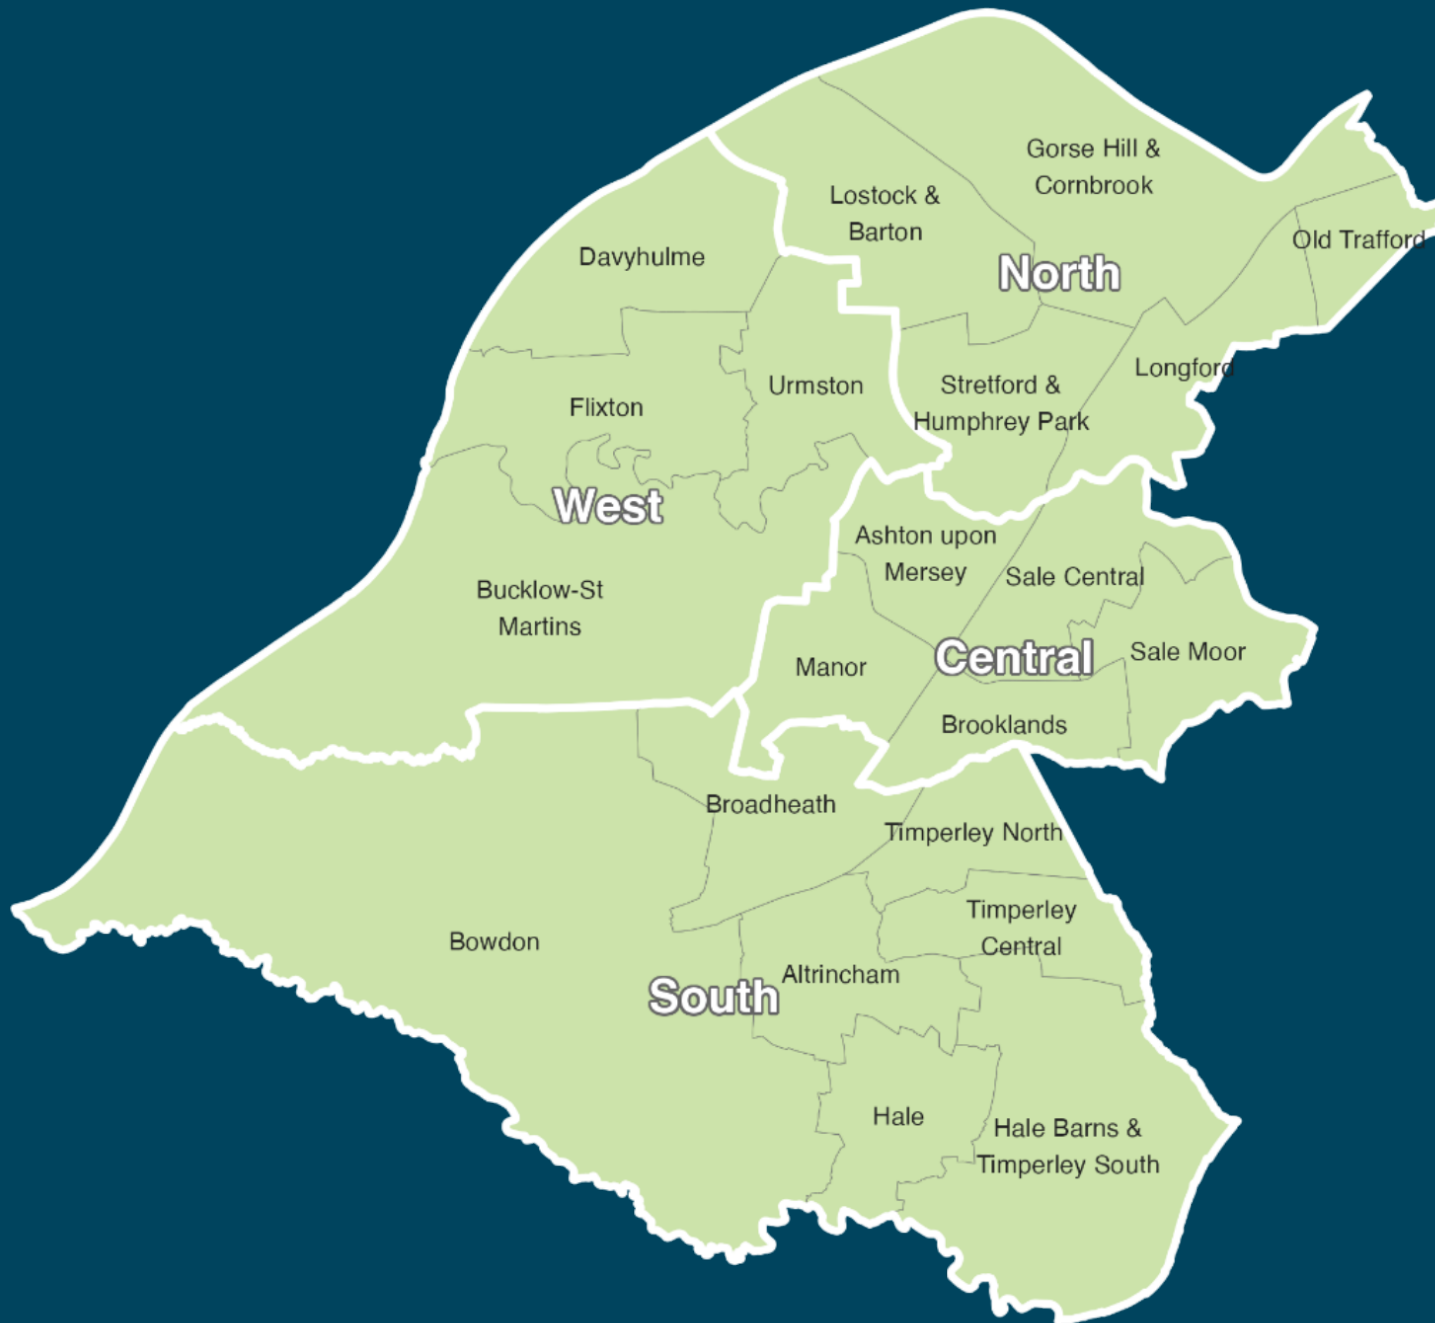 Gorse Hill &
Cornbrook
Lostock &
Barton
Old Trafford
Davyhulme
North
Longford
Stretford &
Humphrey Park
Urmston
Flixton
West
Ashton upon
Mersey
Sale Central
Bucklow-St
Martins
Sale Moor
Central
Manor
Brooklands
Broadheath
Timperley North
Timperley
Central
Bowdon
Altrincham
South
Hale
Hale Barns &
Timperley South